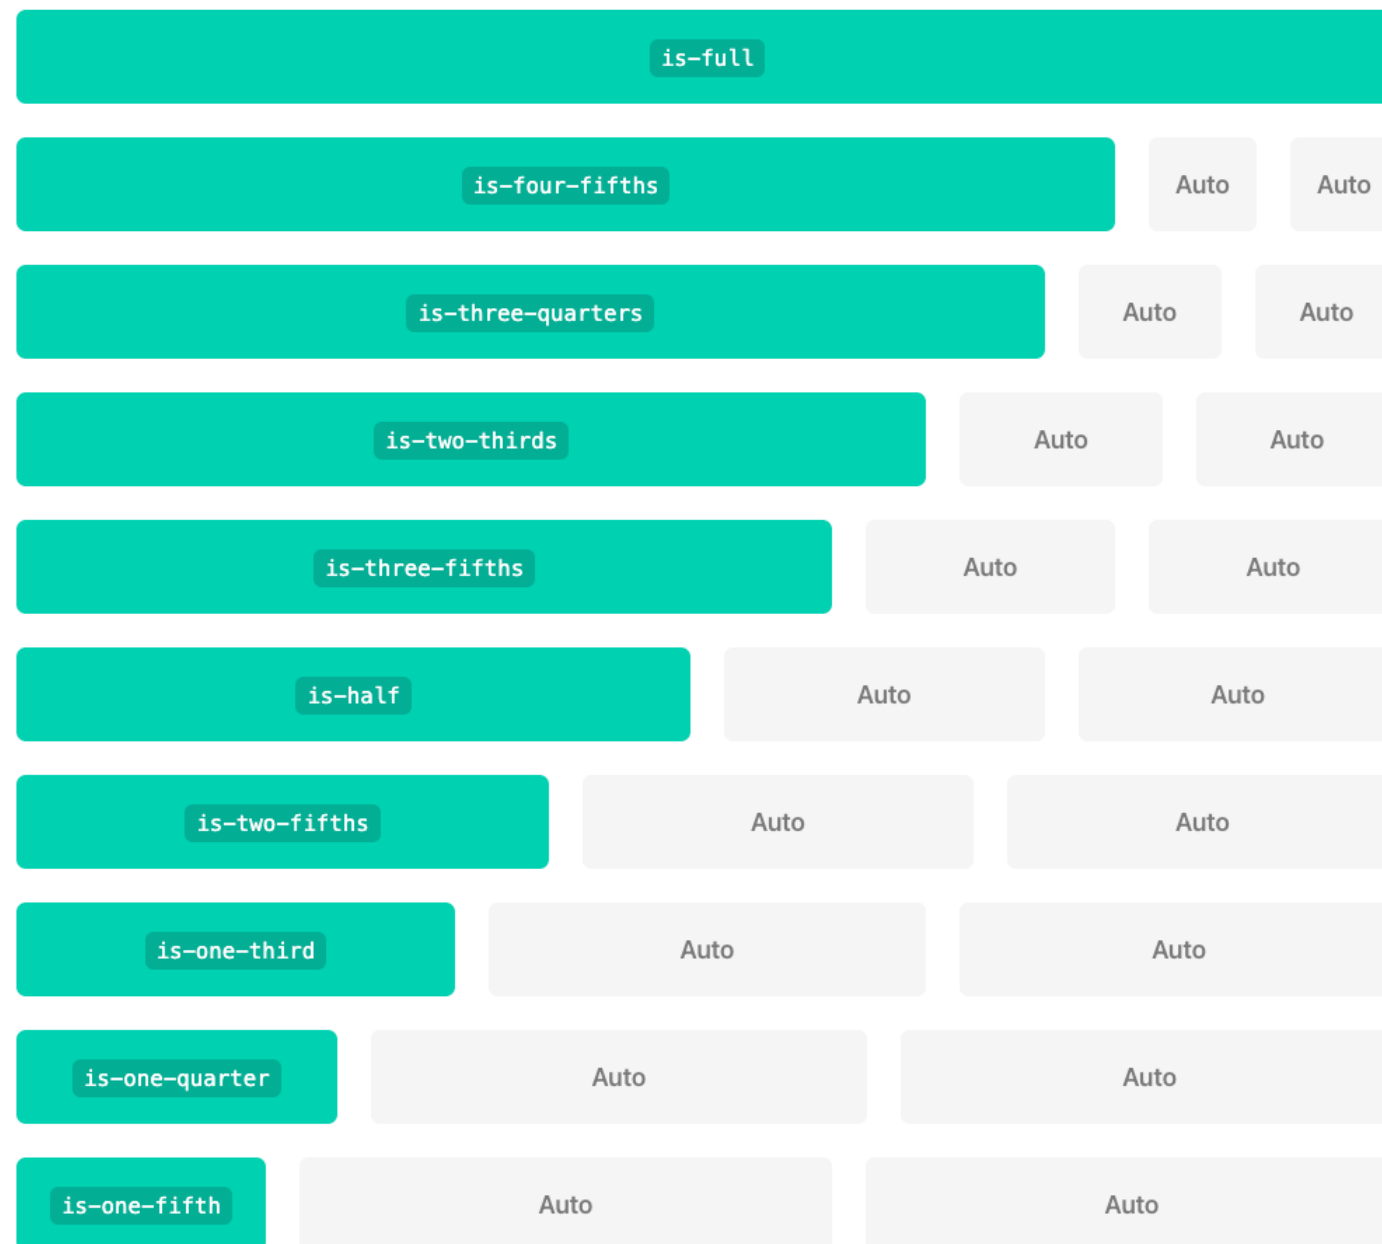 is-full
is-four-fifths Auto Auto
is-three-quarters Auto Auto
is-two-thirds Auto Auto
is-three-fifths Auto Auto
is-half Auto Auto
is-two-fifths Auto Auto
is-one-third Auto Auto
is-one-quarter Auto Auto
is-one-fifth Auto Auto